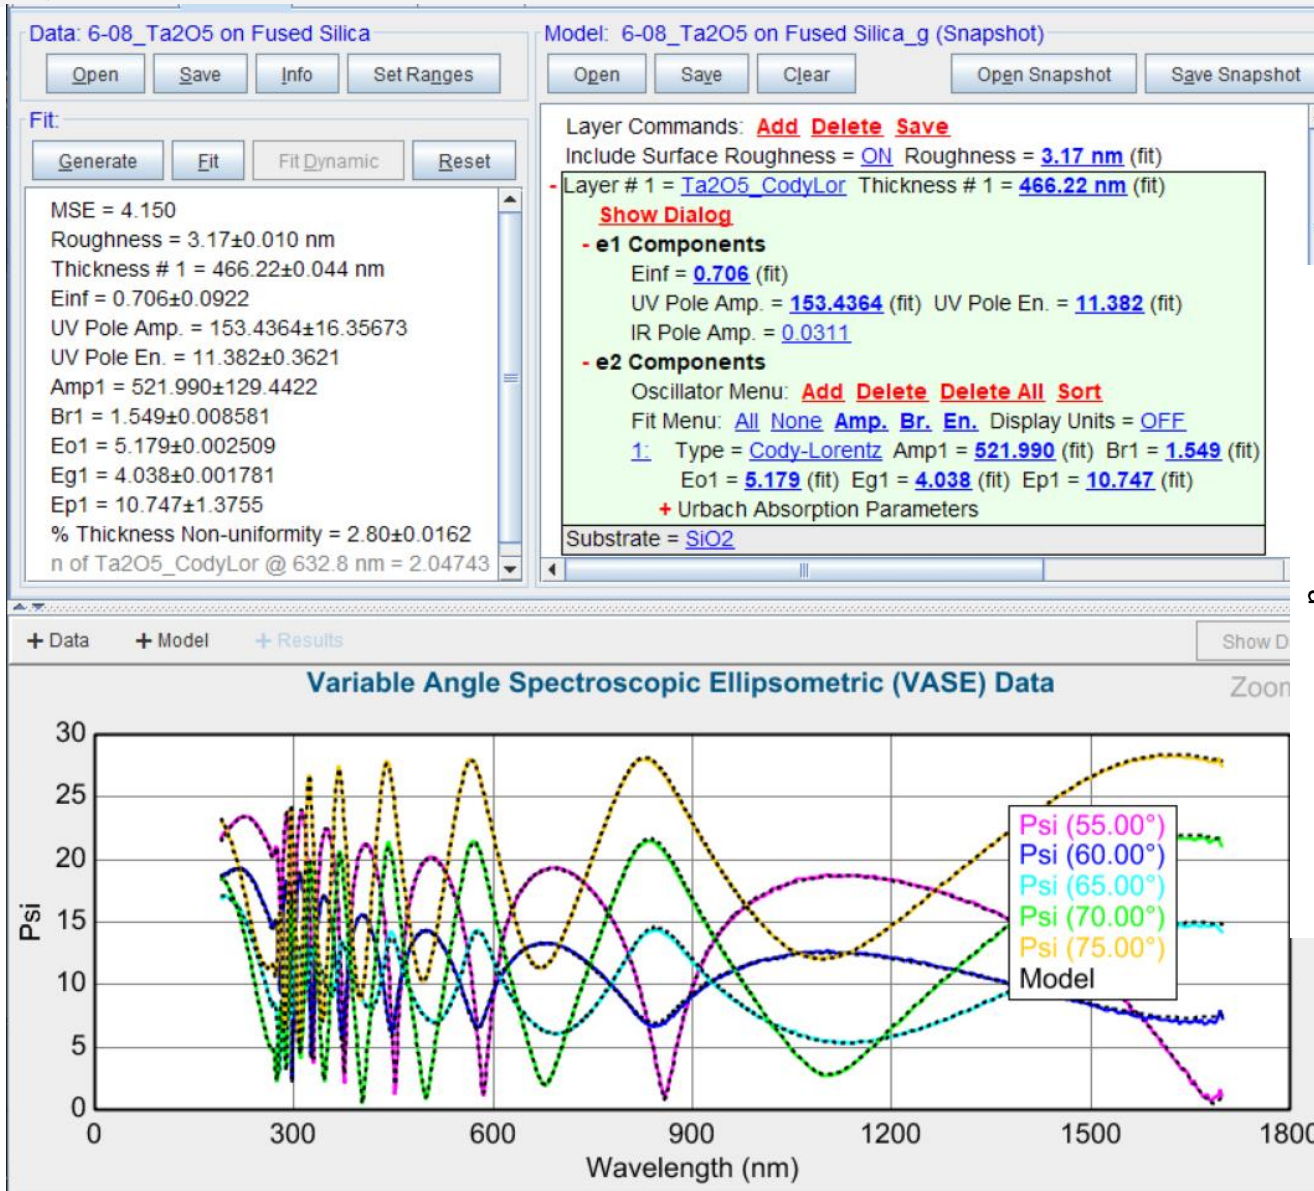 Data: 6-08_Ta2O5 on Fused Silica
Open Save Info Set Ranges
Fit:
Generate Fit Fit Dynamic Reset
MSE = 4.150
Roughness = 3.17±0.010 nm
Thickness # 1 = 466.22±0.044 nm
Einf = 0.706±0.0922
UV Pole Amp. = 153.4364±16.35673
UV Pole En. = 11.382±0.3621
Amp1 = 521.990±129.4422
Br1 = 1.549±0.008581
Eo1 = 5.179±0.002509
Eg1 = 4.038±0.001781
Ep1 = 10.747±1.3755
% Thickness Non-uniformity = 2.80±0.0162
n of Ta2O5_CodyLor @ 632.8 nm = 2.04743
Model: 6-08_Ta2O5 on Fused Silica_g (Snapshot)
Open Save Clear Open Snapshot Save Snapshot
Layer Commands: Add Delete Save
Include Surface Roughness = ON Roughness = 3.17 nm (fit)
- Layer # 1 = Ta2O5_CodyLor Thickness # 1 = 466.22 nm (fit)
Show Dialog
- e1 Components
Einf = 0.706 (fit)
UV Pole Amp. = 153.4364 (fit) UV Pole En. = 11.382 (fit)
IR Pole Amp. = 0.0311
- e2 Components
Oscillator Menu: Add Delete Delete All Sort
Fit Menu: All None Amp. Br. En. Display Units = OFF
1: Type = Cody-Lorentz Amp1 = 521.990 (fit) Br1 = 1.549 (fit)
Eo1 = 5.179 (fit) Eg1 = 4.038 (fit) Ep1 = 10.747 (fit)
+ Urbach Absorption Parameters
Substrate = SiO2
+ Data + Model + Results Show D
Variable Angle Spectroscopic Ellipsometric (VASE) Data Zoom
30
25
20
15
10
5
0
Psi
Psi (55.00°)
Psi (60.00°)
Psi (65.00°)
Psi (70.00°)
Psi (75.00°)
Model
0 300 600 900 1200 1500 1800
Wavelength (nm)